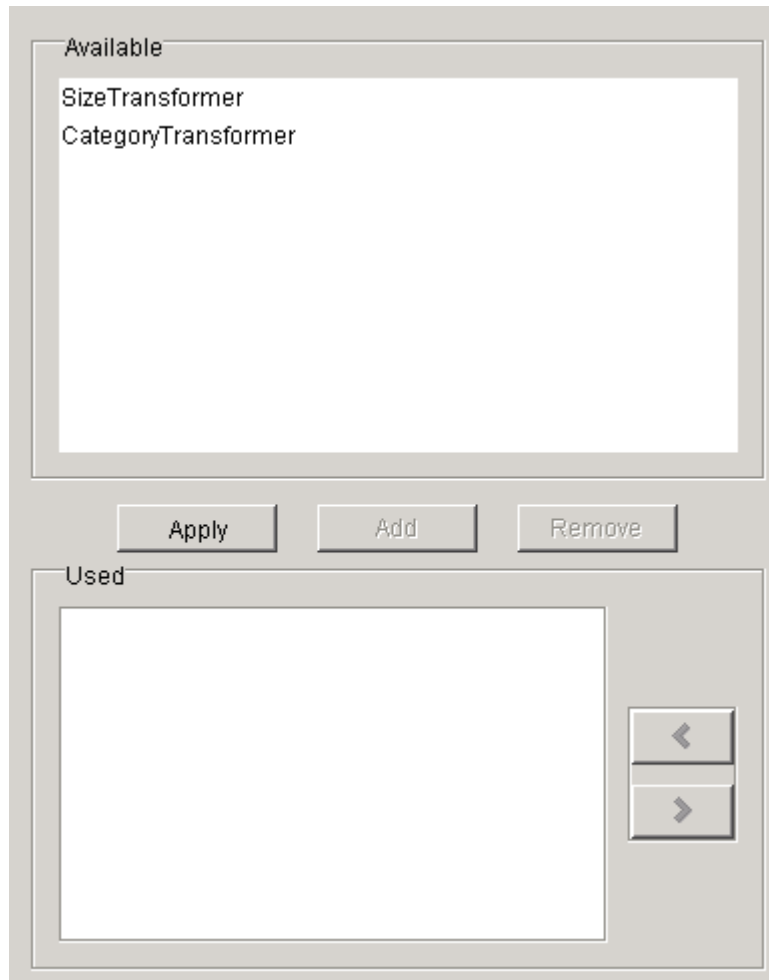 Available
SizeTransformer
CategoryTransformer
Apply Add Remove
Used